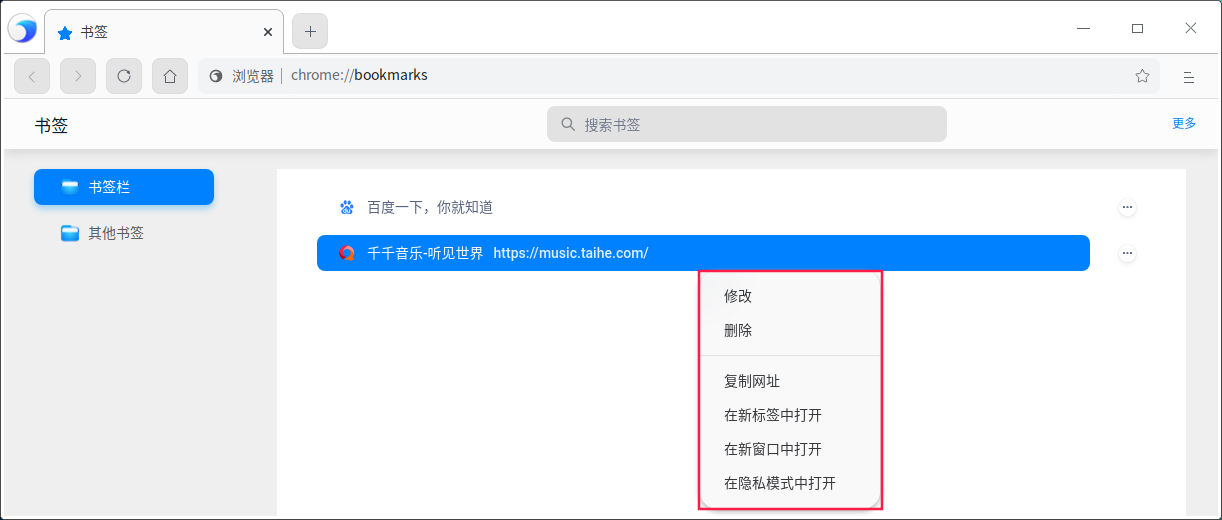 书签
浏览器 | chrome://bookmarks
书签
搜索书签
更多
书签栏
其他书签
百度一下，你就知道
千千音乐-听见世界 https://music.taihe.com/
修改
删除
复制网址
在新标签中打开
在新窗口中打开
在隐私模式中打开